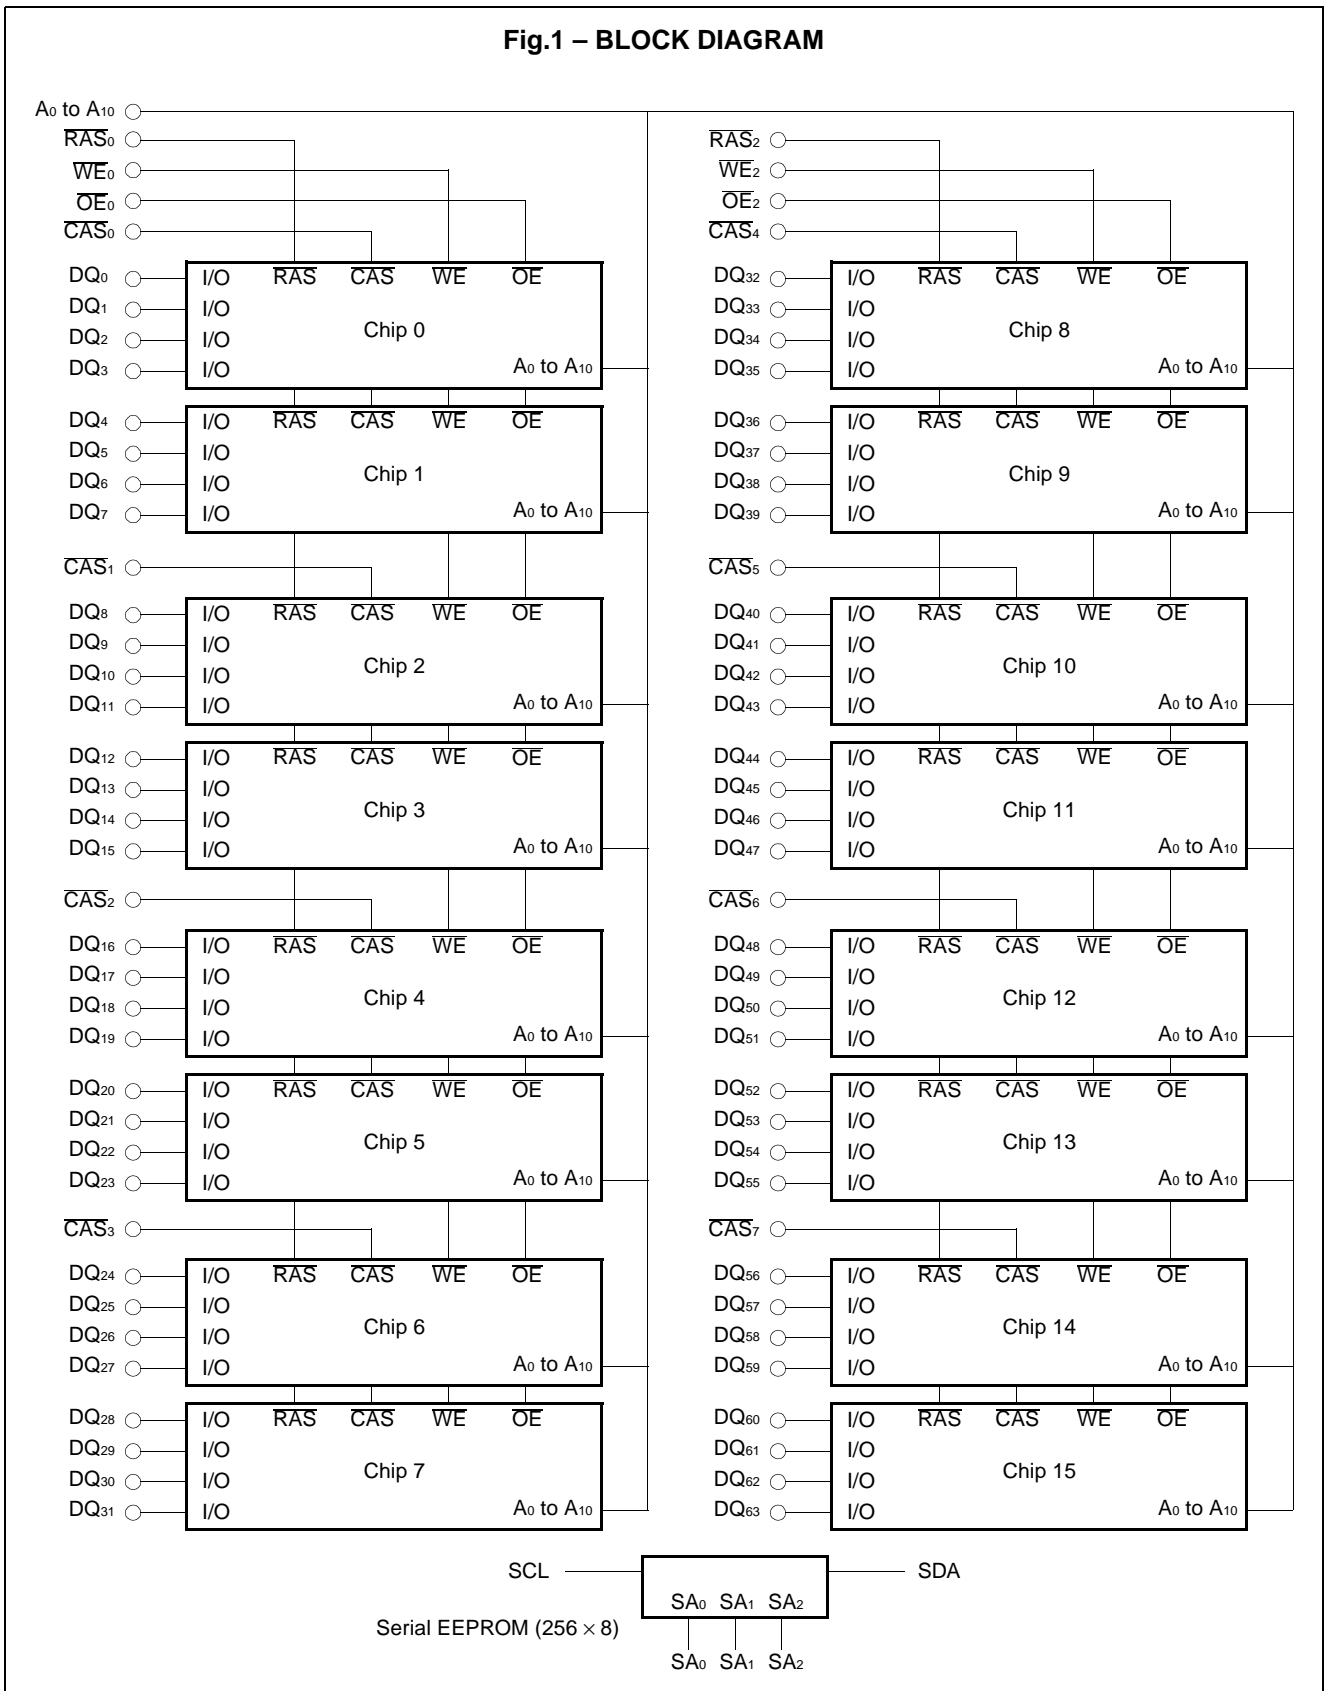 Fig.1 – BLOCK DIAGRAM
A0 to A10
RAS0 RAS2
WE0 WE2
OE0 OE2
CAS0 CAS4
DQ0 I/O RAS CAS WE OE DQ32 I/O RAS CAS WE OE
DQ1 I/O DQ33 I/O
Chip 0 Chip 8
DQ2 I/O DQ34 I/O
DQ3 I/O A0 to A10 DQ35 I/O A0 to A10
DQ4 I/O RAS CAS WE OE DQ36 I/O RAS CAS WE OE
DQ5 I/O DQ37 I/O
Chip 1 Chip 9
DQ6 I/O DQ38 I/O
DQ7 I/O A0 to A10 DQ39 I/O A0 to A10
CAS1 CAS5
DQ8 I/O RAS CAS WE OE DQ40 I/O RAS CAS WE OE
DQ9 I/O DQ41 I/O
Chip 2 Chip 10
DQ10 I/O DQ42 I/O
DQ11 I/O A0 to A10 DQ43 I/O A0 to A10
DQ12 I/O RAS CAS WE OE DQ44 I/O RAS CAS WE OE
DQ13 I/O DQ45 I/O
Chip 3 Chip 11
DQ14 I/O DQ46 I/O
DQ15 I/O A0 to A10 DQ47 I/O A0 to A10
CAS2 CAS6
DQ16 I/O RAS CAS WE OE DQ48 I/O RAS CAS WE OE
DQ17 I/O DQ49 I/O
Chip 4 Chip 12
DQ18 I/O DQ50 I/O
DQ19 I/O A0 to A10 DQ51 I/O A0 to A10
DQ20 I/O RAS CAS WE OE DQ52 I/O RAS CAS WE OE
DQ21 I/O DQ53 I/O
Chip 5 Chip 13
DQ22 I/O DQ54 I/O
DQ23 I/O A0 to A10 DQ55 I/O A0 to A10
CAS3 CAS7
DQ24 I/O RAS CAS WE OE DQ56 I/O RAS CAS WE OE
DQ25 I/O DQ57 I/O
Chip 6 Chip 14
DQ26 I/O DQ58 I/O
DQ27 I/O A0 to A10 DQ59 I/O A0 to A10
DQ28 I/O RAS CAS WE OE DQ60 I/O RAS CAS WE OE
DQ29 I/O DQ61 I/O
Chip 7 Chip 15
DQ30 I/O DQ62 I/O
DQ31 I/O A0 to A10 DQ63 I/O A0 to A10
SCL SDA
SA0 SA1 SA2
Serial EEPROM (256 × 8)
SA0 SA1 SA2